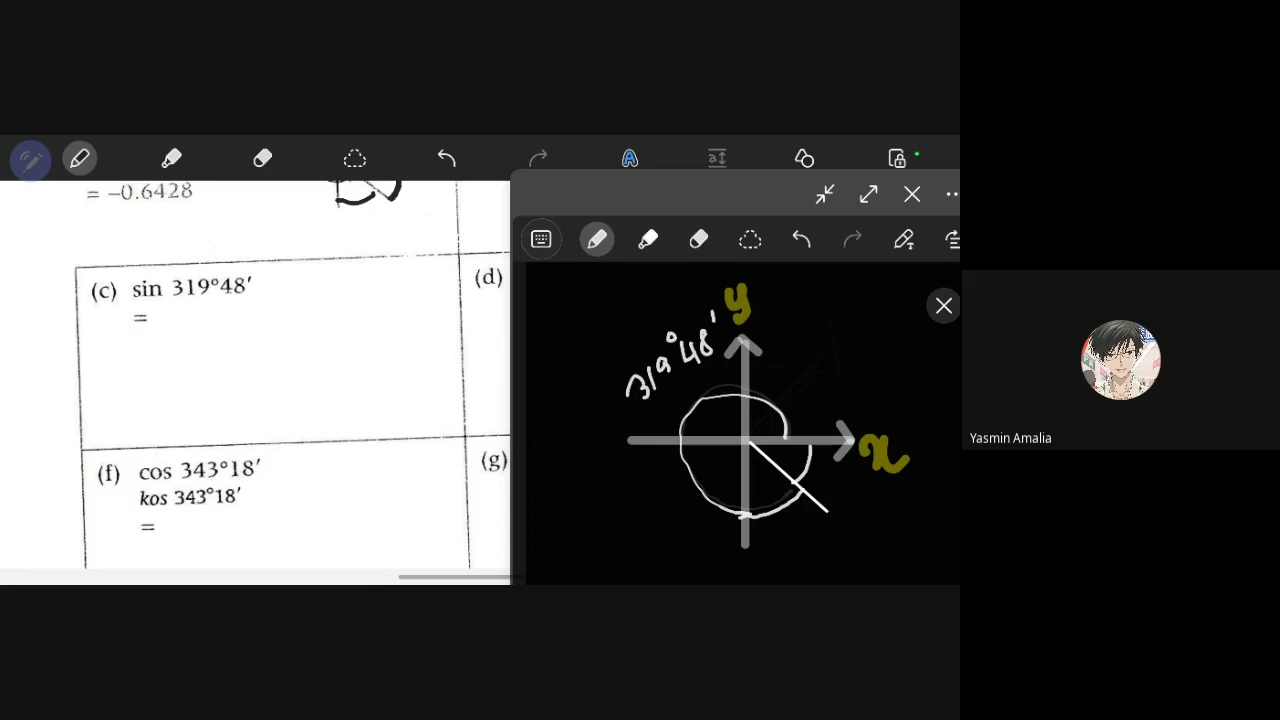 = −0.6428
(c) sin 319°48′
=
(d)
(f) cos 343°18′
kos 343°18′
=
(g)
319°48′
y
x
Yasmin Amalia